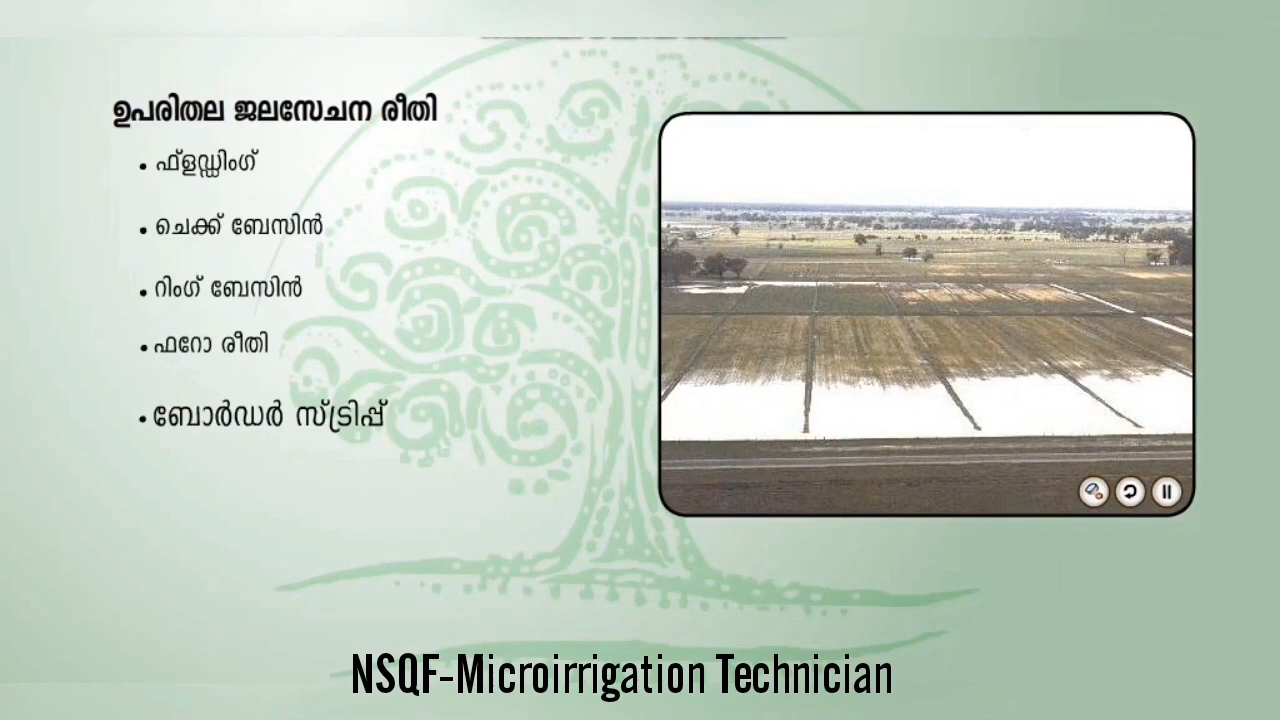 ഉപരിതല ജലസേചന രീതി
• ഫ്ളഡ്ഡിംഗ്
• ചെക്ക് ബേസിൻ
• റിംഗ് ബേസിൻ
• ഫറോ രീതി
• ബോർഡർ സ്ട്രിപ്പ്
NSQF-Microirrigation Technician